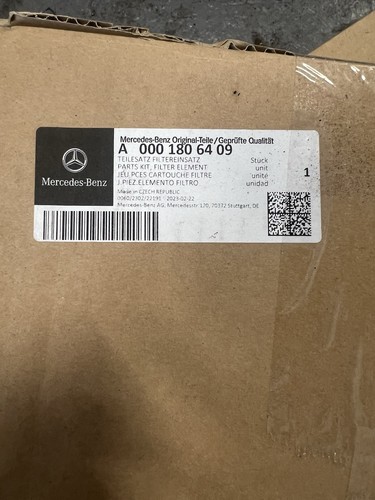 Mercedes-Benz Original-Teile/Geprüfte Qualität
A 000 180 64 09
TEILESATZ FILTEREINSATZ Stück
PARTS KIT, FILTER ELEMENT unit
JEU.PCES CARTOUCHE FILTRE unité 1
J.PIEZ.ELEMENTO FILTRO unidad
Made in CZECH REPUBLIC
Mercedes-Benz AG, Mercedesstr 120, 70372 Stuttgart, DE
Mercedes-Benz